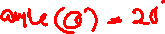 angle(a) = 20°